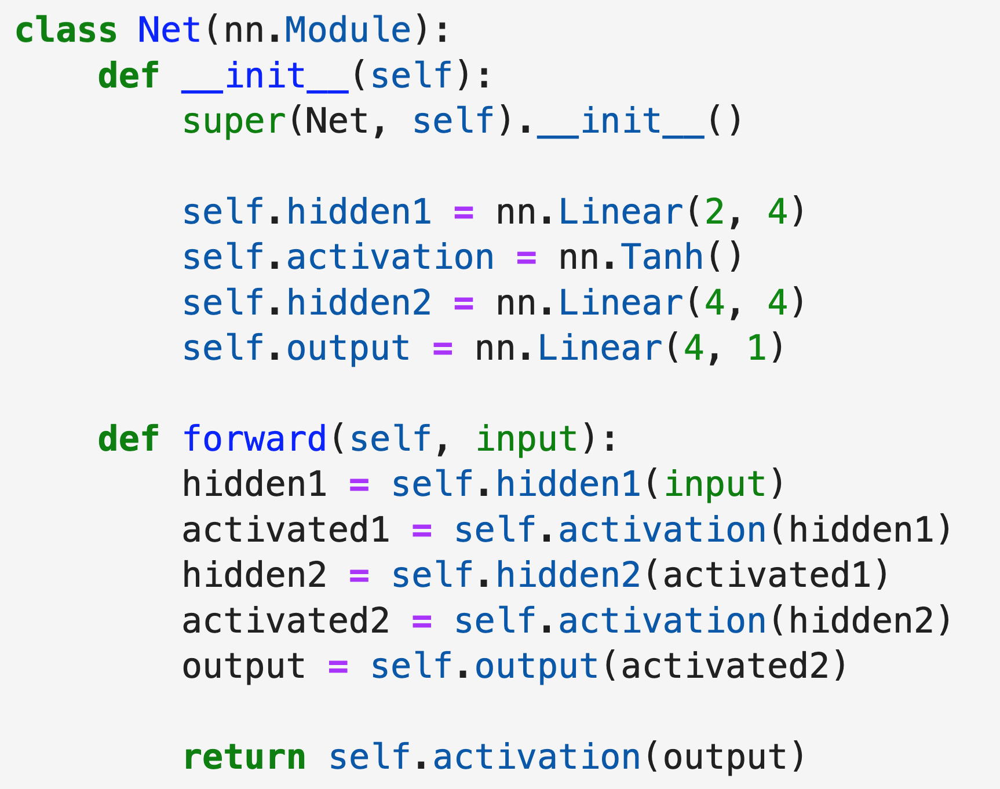 class Net(nn.Module):
    def __init__(self):
        super(Net, self).__init__()

        self.hidden1 = nn.Linear(2, 4)
        self.activation = nn.Tanh()
        self.hidden2 = nn.Linear(4, 4)
        self.output = nn.Linear(4, 1)

    def forward(self, input):
        hidden1 = self.hidden1(input)
        activated1 = self.activation(hidden1)
        hidden2 = self.hidden2(activated1)
        activated2 = self.activation(hidden2)
        output = self.output(activated2)

        return self.activation(output)